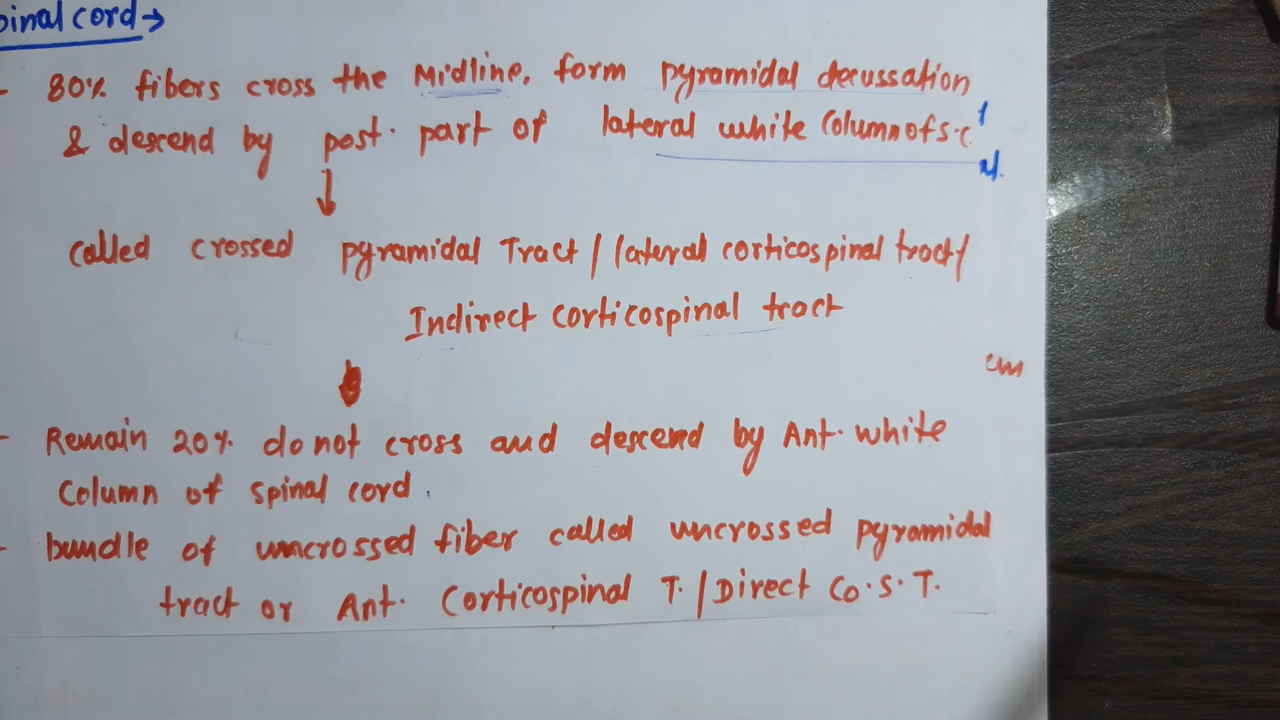 pinal cord →
- 80% fibers cross the Midline, form pyramidal decussation
& descend by post. part of lateral white Column of s.c
↓
called crossed pyramidal Tract / lateral corticospinal tract/
Indirect corticospinal tract
↓
- Remain 20% do not cross and descend by Ant. white
Column of spinal cord.
- bundle of uncrossed fiber called uncrossed pyramidal
tract or Ant. Corticospinal T. / Direct Co.S.T.